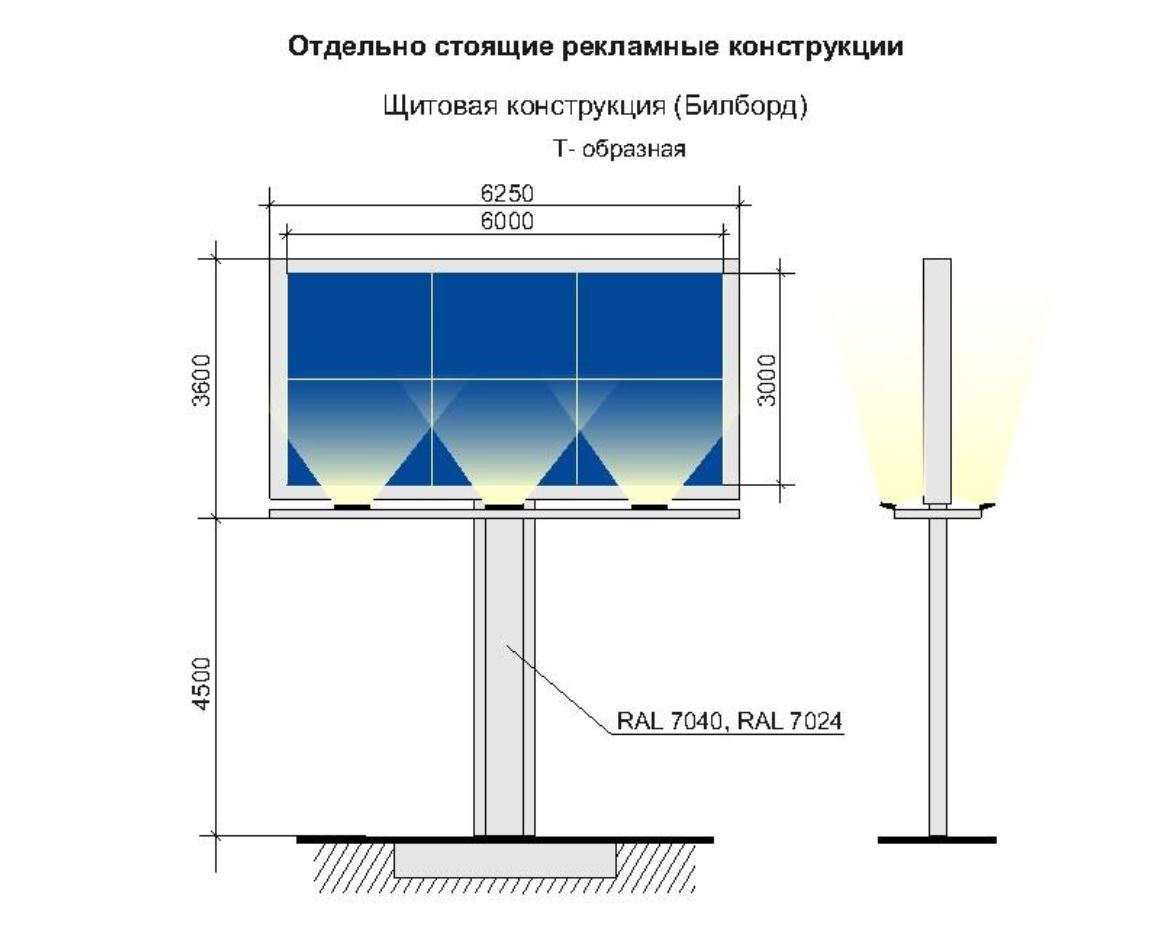 Отдельно стоящие рекламные конструкции
Щитовая конструкция (Билборд)
Т- образная
6250
6000
3600
3000
4500
RAL 7040, RAL 7024